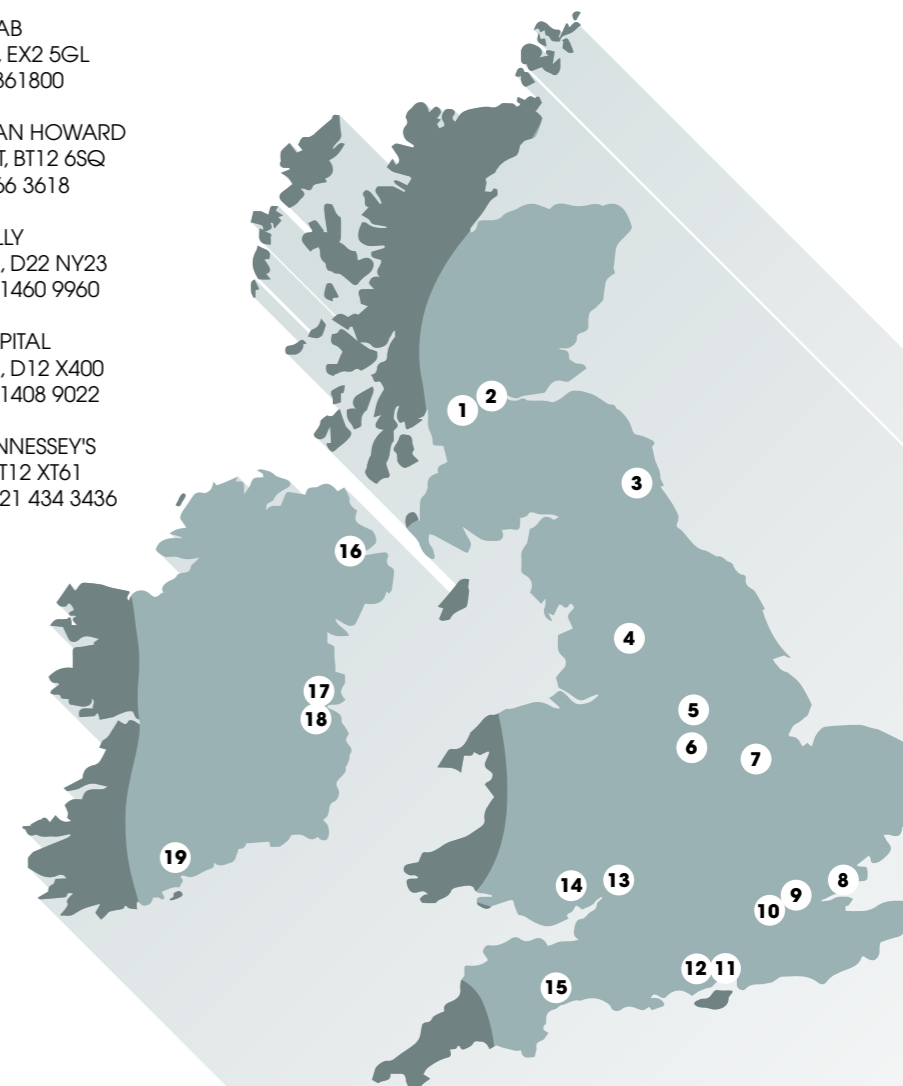 AB
, EX2 5GL
361800
AN HOWARD
T, BT12 6SQ
66 3618
LLY
, D22 NY23
1460 9960
PITAL
, D12 X400
1408 9022
NNESSEY'S
T12 XT61
21 434 3436
1
2
3
16
4
17
5
18
6
7
19
14
13
8
9
10
12
11
15